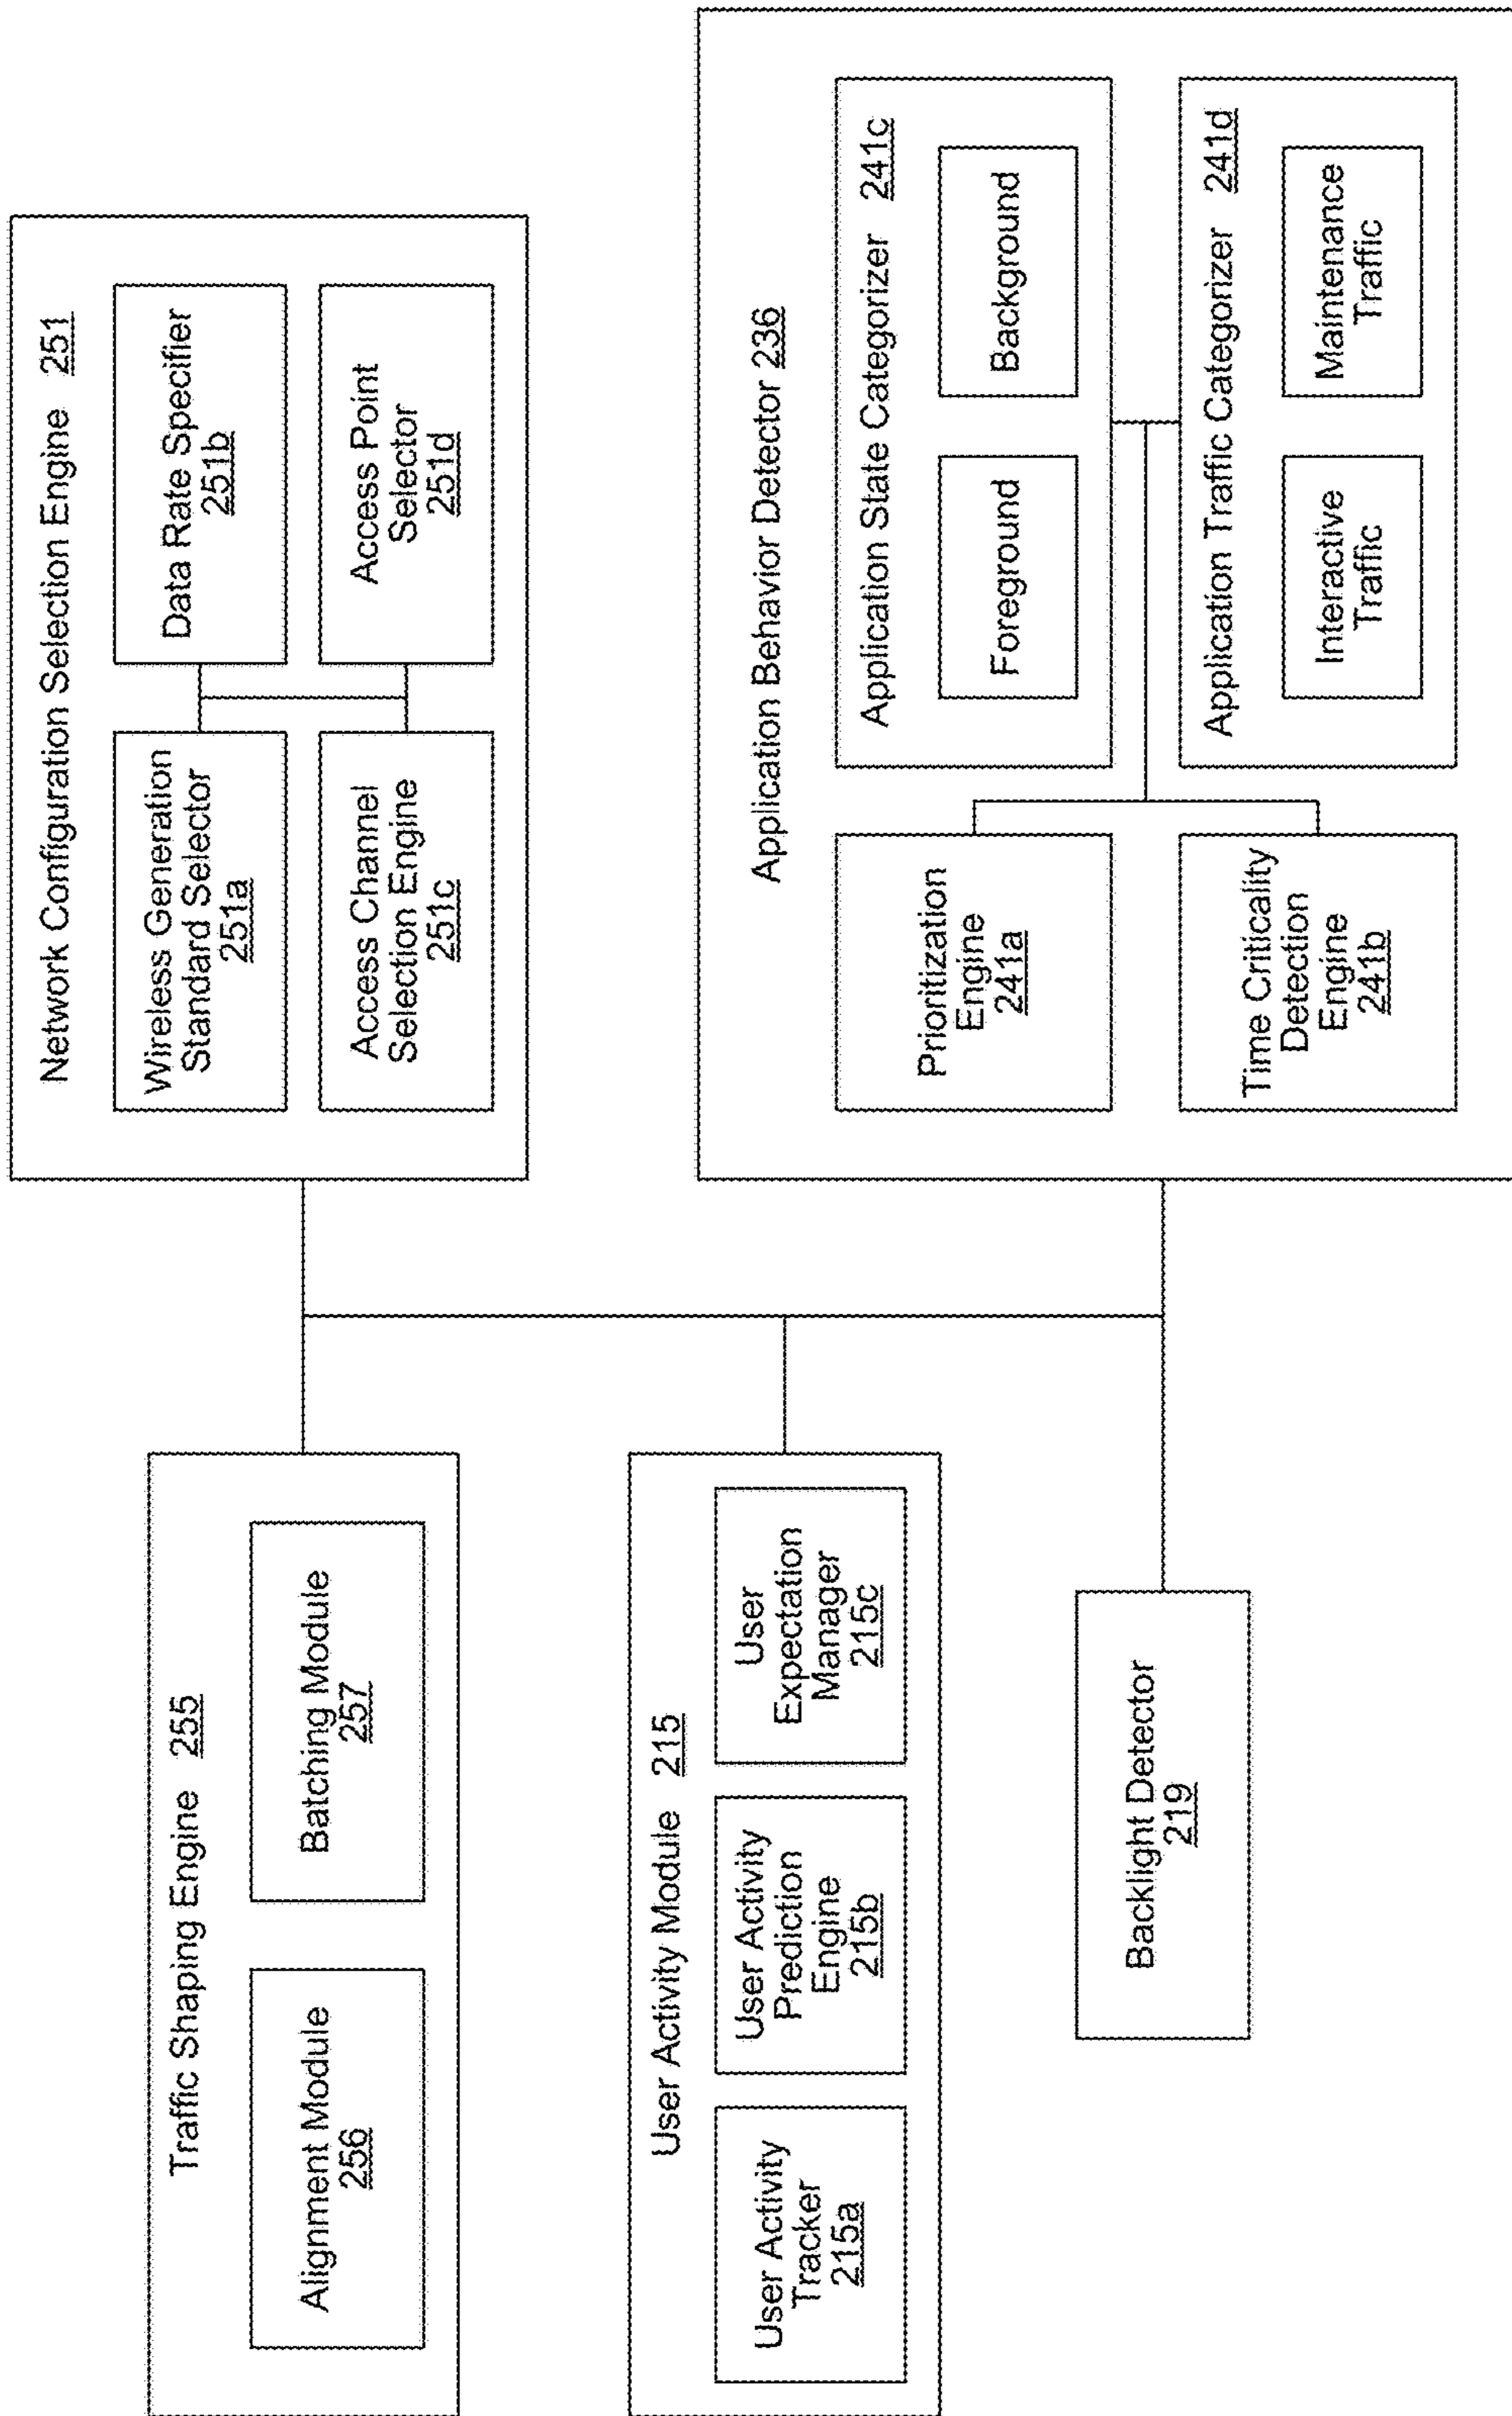 Traffic Shaping Engine 255
Alignment Module
256
Batching Module
257
User Activity Module 215
User Activity
Tracker
215a
User Activity
Prediction
Engine
215b
User
Expectation
Manager
215c
Backlight Detector
219
Network Configuration Selection Engine 251
Wireless Generation
Standard Selector
251a
Data Rate Specifier
251b
Access Channel
Selection Engine
251c
Access Point
Selector
251d
Application Behavior Detector 236
Prioritization
Engine
241a
Time Criticality
Detection
Engine
241b
Application State Categorizer 241c
Foreground
Background
Application Traffic Categorizer 241d
Interactive
Traffic
Maintenance
Traffic